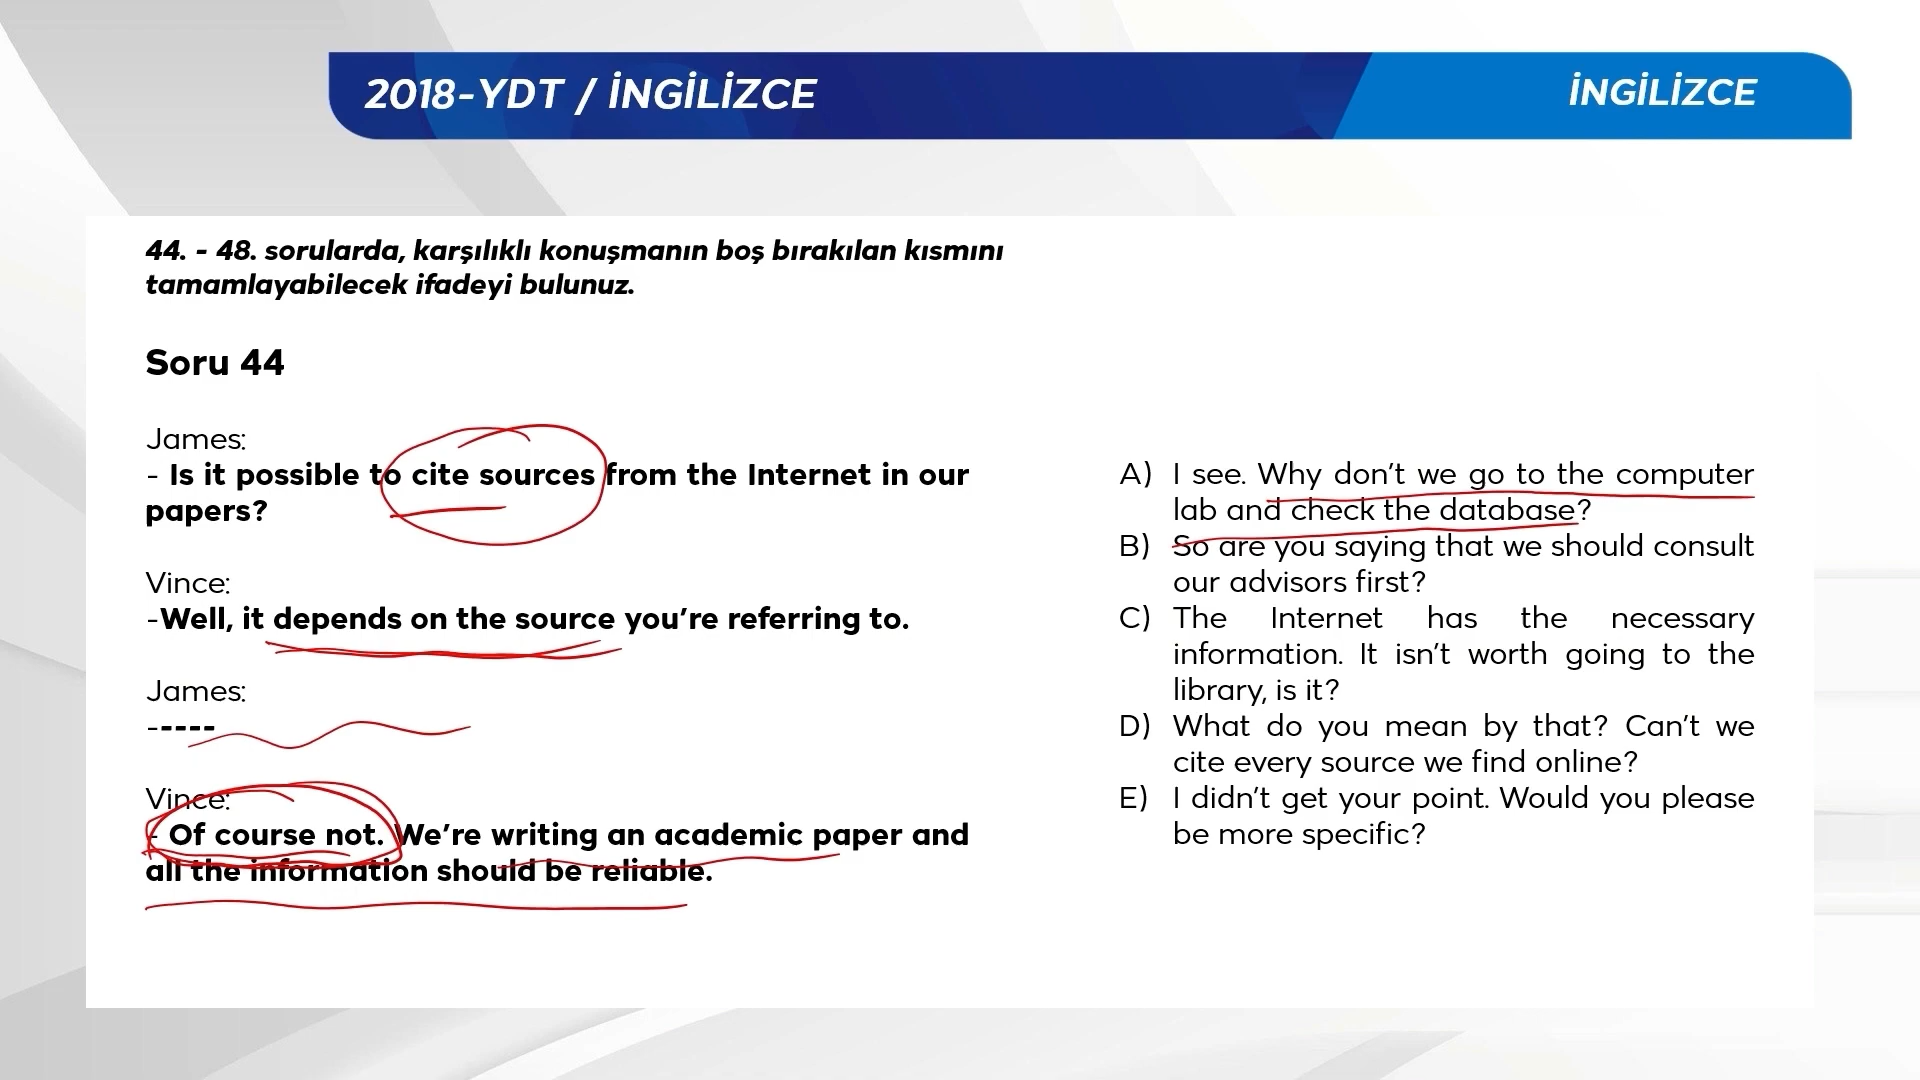 2018-YDT / İNGİLİZCE
İNGİLİZCE
44. - 48. sorularda, karşılıklı konuşmanın boş bırakılan kısmını
tamamlayabilecek ifadeyi bulunuz.
Soru 44
James:
- Is it possible to cite sources from the Internet in our
papers?
Vince:
-Well, it depends on the source you're referring to.
James:
-----
Vince:
- Of course not. We're writing an academic paper and
all the information should be reliable.
A) I see. Why don't we go to the computer
lab and check the database?
B) So are you saying that we should consult
our advisors first?
C) The Internet has the necessary
information. It isn't worth going to the
library, is it?
D) What do you mean by that? Can't we
cite every source we find online?
E) I didn't get your point. Would you please
be more specific?